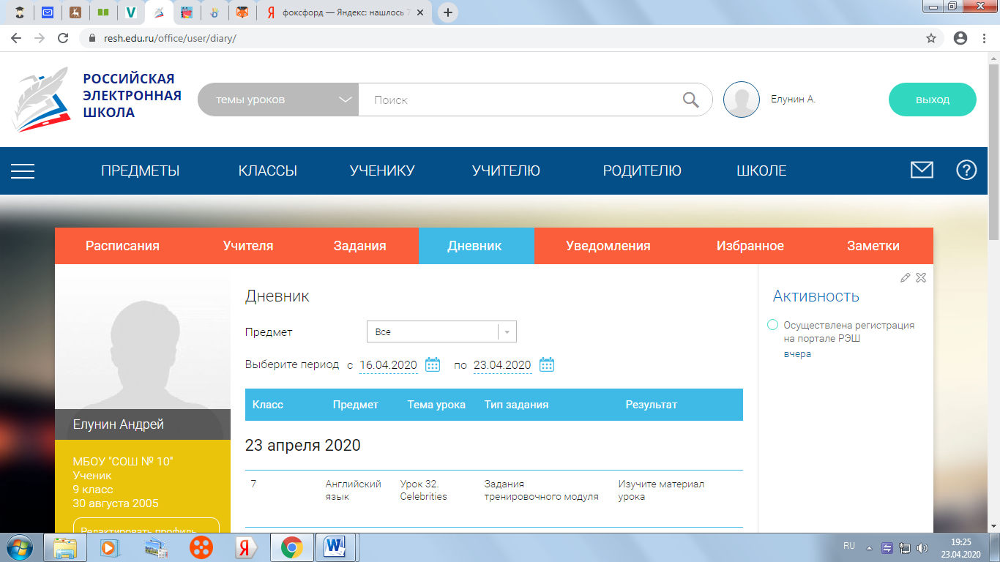 фоксфорд — Яндекс: нашлось
resh.edu.ru/office/user/diary/
РОССИЙСКАЯ
ЭЛЕКТРОННАЯ
ШКОЛА
темы уроков
Поиск
Елунин А.
выход
ПРЕДМЕТЫ КЛАССЫ УЧЕНИКУ УЧИТЕЛЮ РОДИТЕЛЮ ШКОЛЕ
Расписания Учителя Задания Дневник Уведомления Избранное Заметки
Дневник
Предмет Все
Выберите период с 16.04.2020 по 23.04.2020
Класс Предмет Тема урока Тип задания Результат
23 апреля 2020
7 Английский Урок 32. Задания Изучите материал
язык Celebrities тренировочного модуля урока
Активность
Осуществлена регистрация
на портале РЭШ
вчера
Елунин Андрей
МБОУ "СОШ № 10"
Ученик
9 класс
30 августа 2005
Редактировать профиль
RU
19:25
23.04.2020